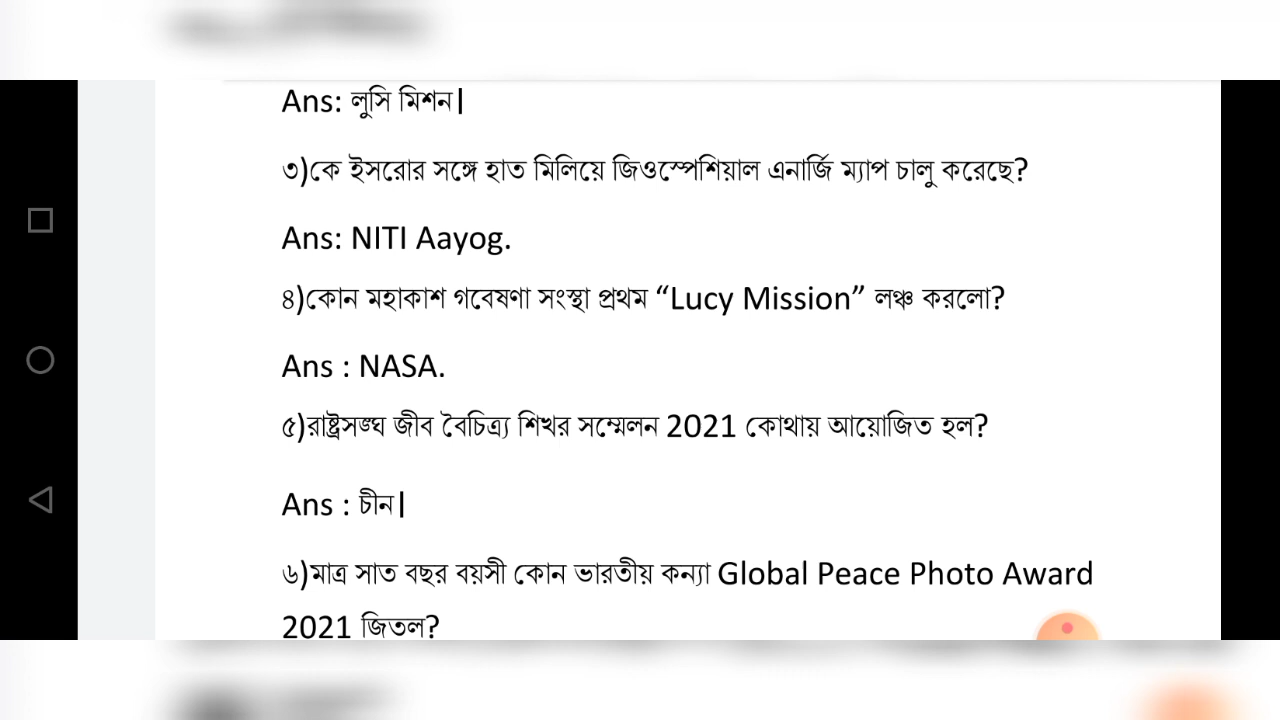 Ans: লুসি মিশন|
৩)কে ইসরোর সঙ্গে হাত মিলিয়ে জিওস্পেশিয়াল এনার্জি ম্যাপ চালু করেছে?
Ans: NITI Aayog.
৪)কোন মহাকাশ গবেষণা সংস্থা প্রথম “Lucy Mission” লঞ্চ করলো?
Ans : NASA.
৫)রাষ্ট্রসঙ্ঘ জীব বৈচিত্র্য শিখর সম্মেলন 2021 কোথায় আয়োজিত হল?
Ans : চীন|
৬)মাত্র সাত বছর বয়সী কোন ভারতীয় কন্যা Global Peace Photo Award
2021 জিতল?